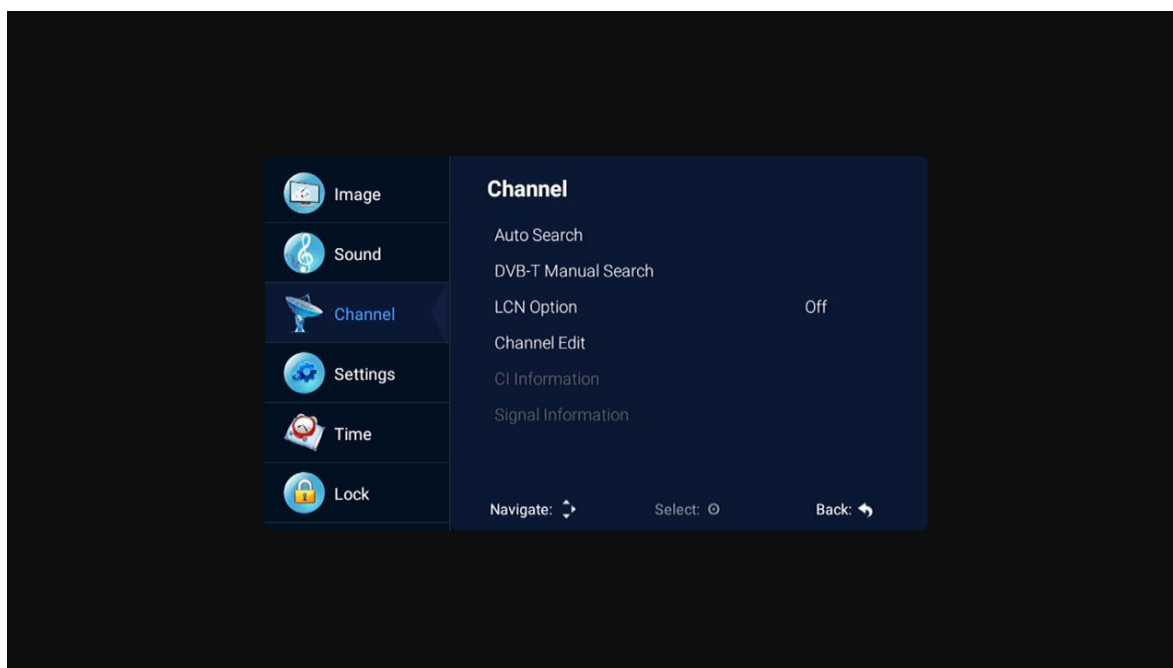 Image
Sound
Channel
Settings
Time
Lock
Channel
Auto Search
DVB-T Manual Search
LCN Option Off
Channel Edit
CI Information
Signal Information
Navigate: Select: Back: